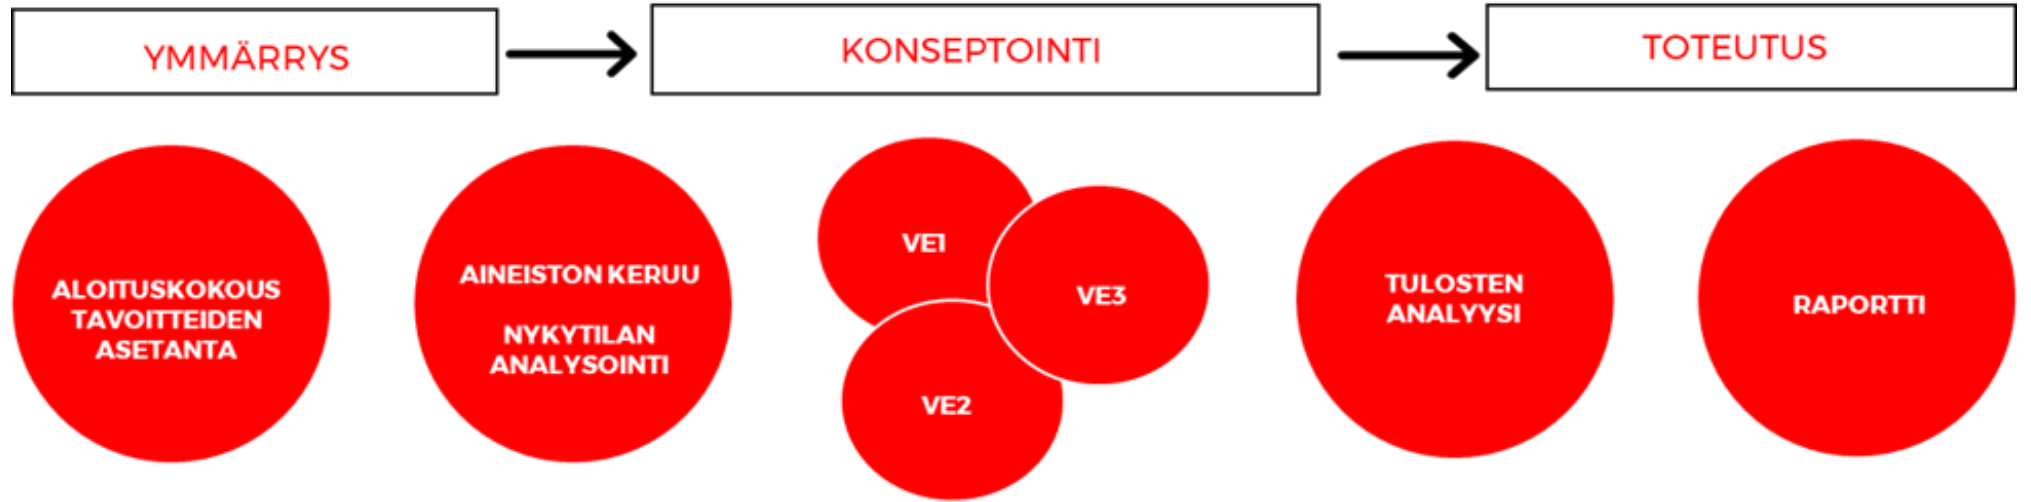 YMMÄRRYS
KONSEPTOINTI
TOTEUTUS
ALOITUSKOKOUS
TAVOITTEIDEN
ASETANTA
AINEISTON KERUU
NYKYTILAN
ANALYSOINTI
VE1
VE2
VE3
TULOSTEN
ANALYYSI
RAPORTTI